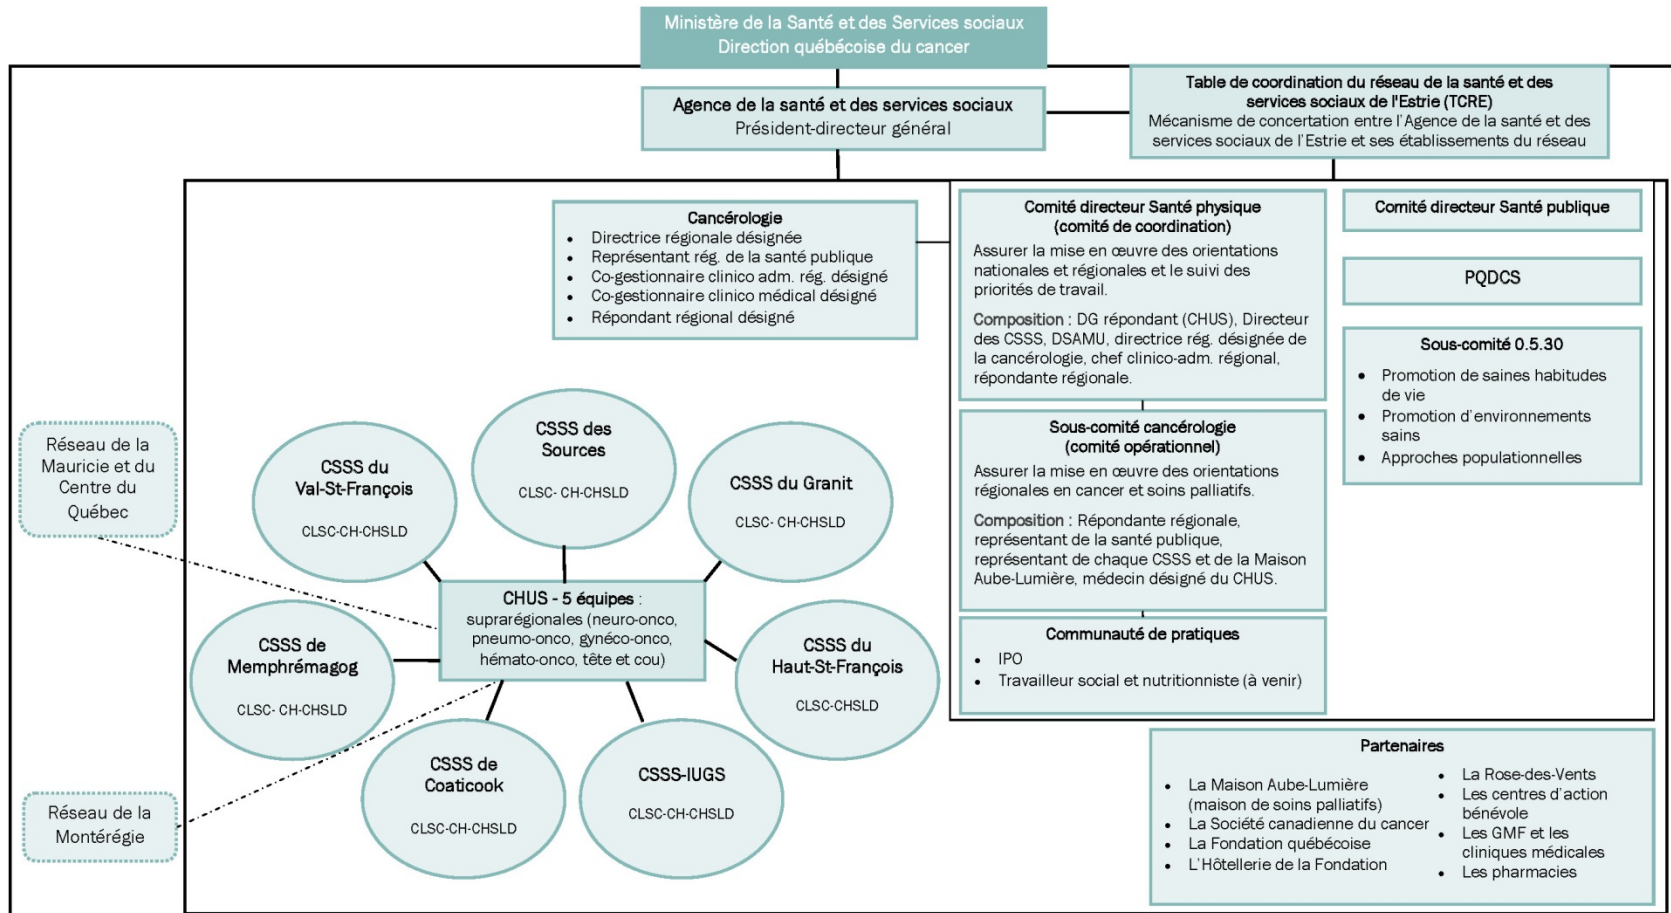 Ministère de la Santé et des Services sociaux
Direction québécoise du cancer
Agence de la santé et des services sociaux
Président-directeur général
Table de coordination du réseau de la santé et des
services sociaux de l'Estrie (TCRE)
Mécanisme de concertation entre l'Agence de la santé et des
services sociaux de l'Estrie et ses établissements du réseau
Cancérologie
• Directrice régionale désignée
• Représentant rég. de la santé publique
• Co-gestionnaire clinico adm. rég. désigné
• Co-gestionnaire clinico médical désigné
• Répondant régional désigné
Comité directeur Santé physique
(comité de coordination)
Assurer la mise en œuvre des orientations
nationales et régionales et le suivi des
priorités de travail.
Composition : DG répondant (CHUS), Directeur
des CSSS, DSAMU, directrice rég. désignée de
la cancérologie, chef clinico-adm. régional,
répondante régionale.
Sous-comité cancérologie
(comité opérationnel)
Assurer la mise en œuvre des orientations
régionales en cancer et soins palliatifs.
Composition : Répondante régionale,
représentant de la santé publique,
représentant de chaque CSSS et de la Maison
Aube-Lumière, médecin désigné du CHUS.
Communauté de pratiques
• IPO
• Travailleur social et nutritionniste (à venir)
Comité directeur Santé publique
PQDCS
Sous-comité 0.5.30
• Promotion de saines habitudes
de vie
• Promotion d'environnements
sains
• Approches populationnelles
Réseau de la
Mauricie et du
Centre du
Québec
Réseau de la
Montérégie
CSSS du
Val-St-François
CLSC-CH-CHSLD
CSSS des
Sources
CLSC- CH-CHSLD
CSSS du Granit
CLSC- CH-CHSLD
CHUS - 5 équipes :
suprarégionales (neuro-onco,
pneumo-onco, gynéco-onco,
hémato-onco, tête et cou)
CSSS de
Memphrémagog
CLSC- CH-CHSLD
CSSS du
Haut-St-François
CLSC-CHSLD
CSSS de
Coaticook
CLSC-CH-CHSLD
CSSS-IUGS
CLSC-CH-CHSLD
Partenaires
• La Maison Aube-Lumière
(maison de soins palliatifs)
• La Société canadienne du cancer
• La Fondation québécoise
• L'Hôtellerie de la Fondation
• La Rose-des-Vents
• Les centres d'action
bénévole
• Les GMF et les
cliniques médicales
• Les pharmacies